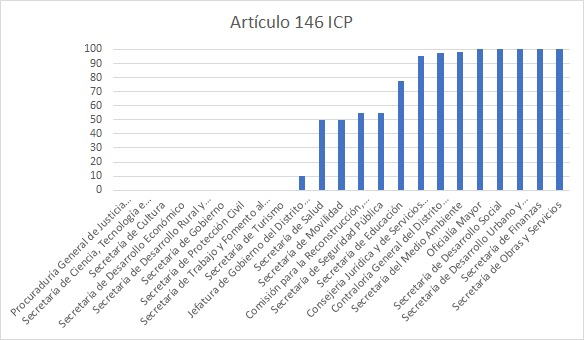 Artículo 146 ICP
100
90
80
70
60
50
40
30
20
10
0
Procuraduría General de Justicia…
Secretaría de Ciencia, Tecnología e…
Secretaría de Cultura
Secretaría de Desarrollo Económico
Secretaría de Desarrollo Rural y…
Secretaría de Gobierno
Secretaría de Protección Civil
Secretaría de Trabajo y Fomento al…
Secretaría de Turismo
Jefatura de Gobierno del Distrito…
Secretaría de Salud
Secretaría de Movilidad
Comisión para la Reconstrucción,…
Secretaría de Seguridad Pública
Secretaría de Educación
Consejería Jurídica y de Servicios…
Contraloría General del Distrito…
Secretaría del Medio Ambiente
Oficialía Mayor
Secretaría de Desarrollo Social
Secretaría de Desarrollo Urbano y…
Secretaría de Finanzas
Secretaría de Obras y Servicios